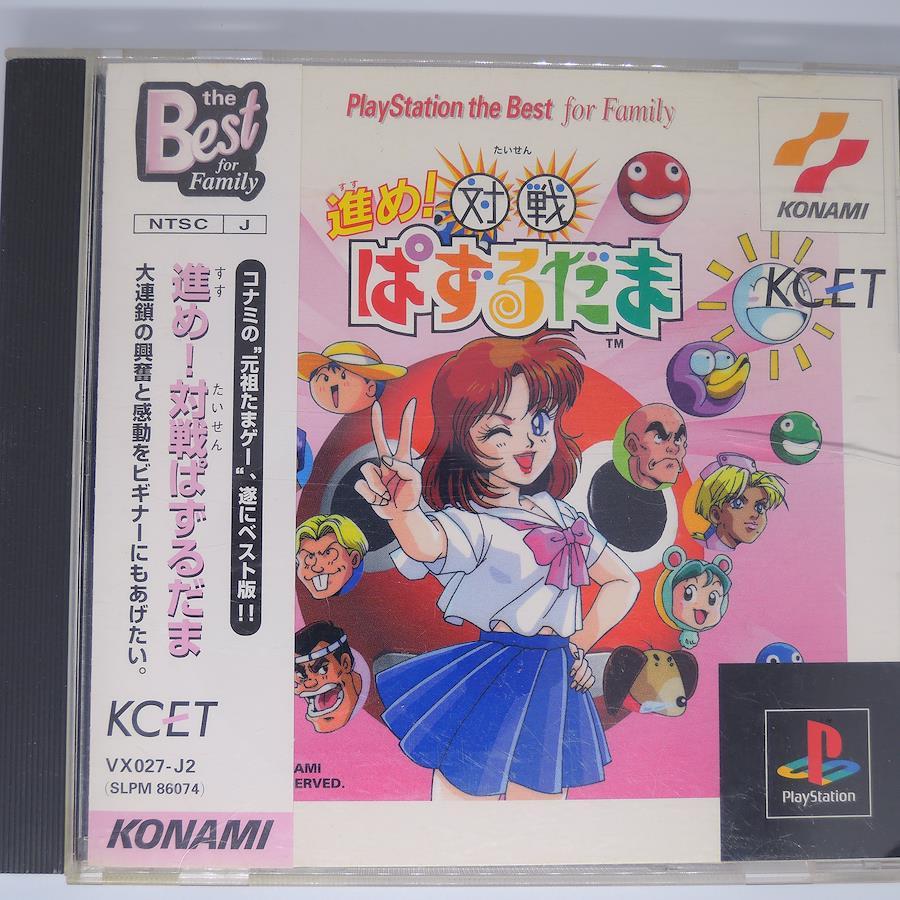 the
Best
for
Family
NTSC J
コナミの"元祖たまゲー"、遂にベスト版!!
すす
たいせん
進め!対戦ぱずるだま
大連鎖の興奮と感動をビギナーにもあげたい。
KCET
VX027-J2
(SLPM 86074)
KONAMI
PlayStation the Best for Family
たいせん
すす
進め!対戦
ぱずるだま
TM
KONAMI
KCET
AMI
ERVED.
PlayStation